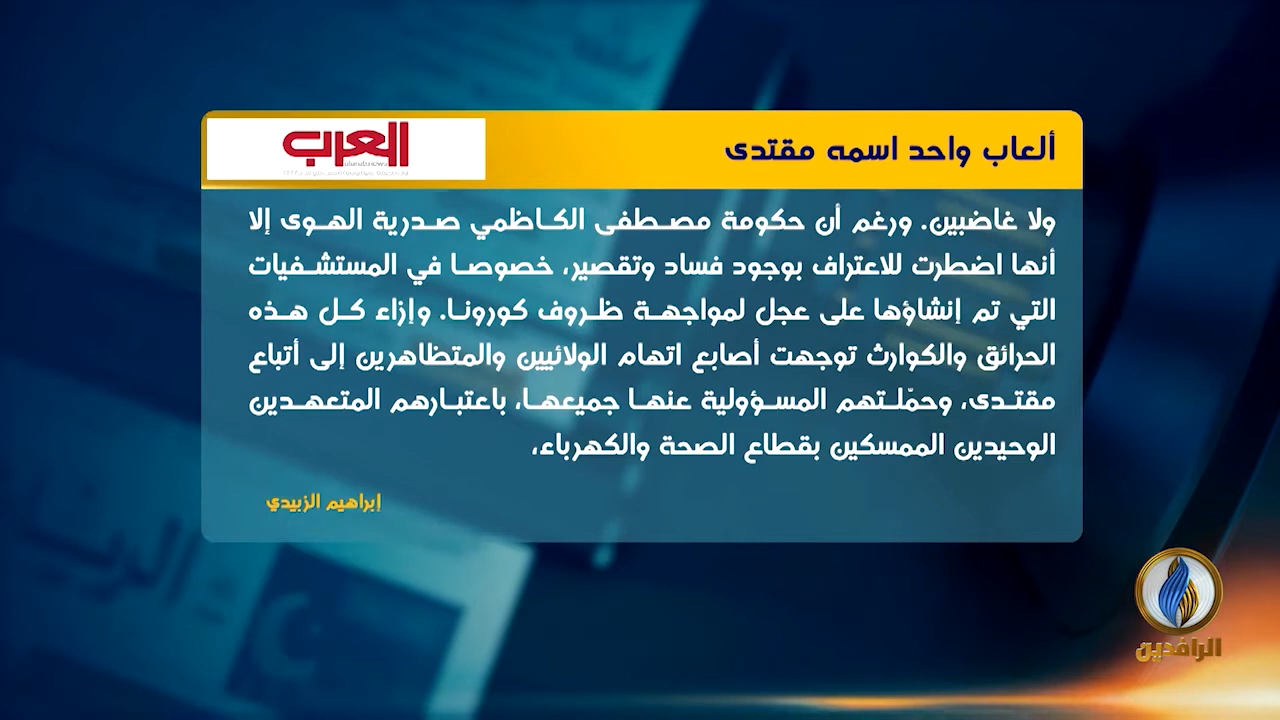 ألعاب واحد اسمه مقتدى
العرب
ولا غاضبين. ورغم أن حكومة مصطفى الكاظمي صدرية الهوى إلا
أنها اضطرت للاعتراف بوجود فساد وتقصير، خصوصا في المستشفيات
التي تم إنشاؤها على عجل لمواجهة ظروف كورونا. وإزاء كل هذه
الحرائق والكوارث توجهت أصابع اتهام الولائيين والمتظاهرين إلى أتباع
مقتدى، وحمّلتهم المسؤولية عنها جميعها، باعتبارهم المتعهدين
الوحيدين الممسكين بقطاع الصحة والكهرباء،
إبراهيم الزبيدي
الرافدين